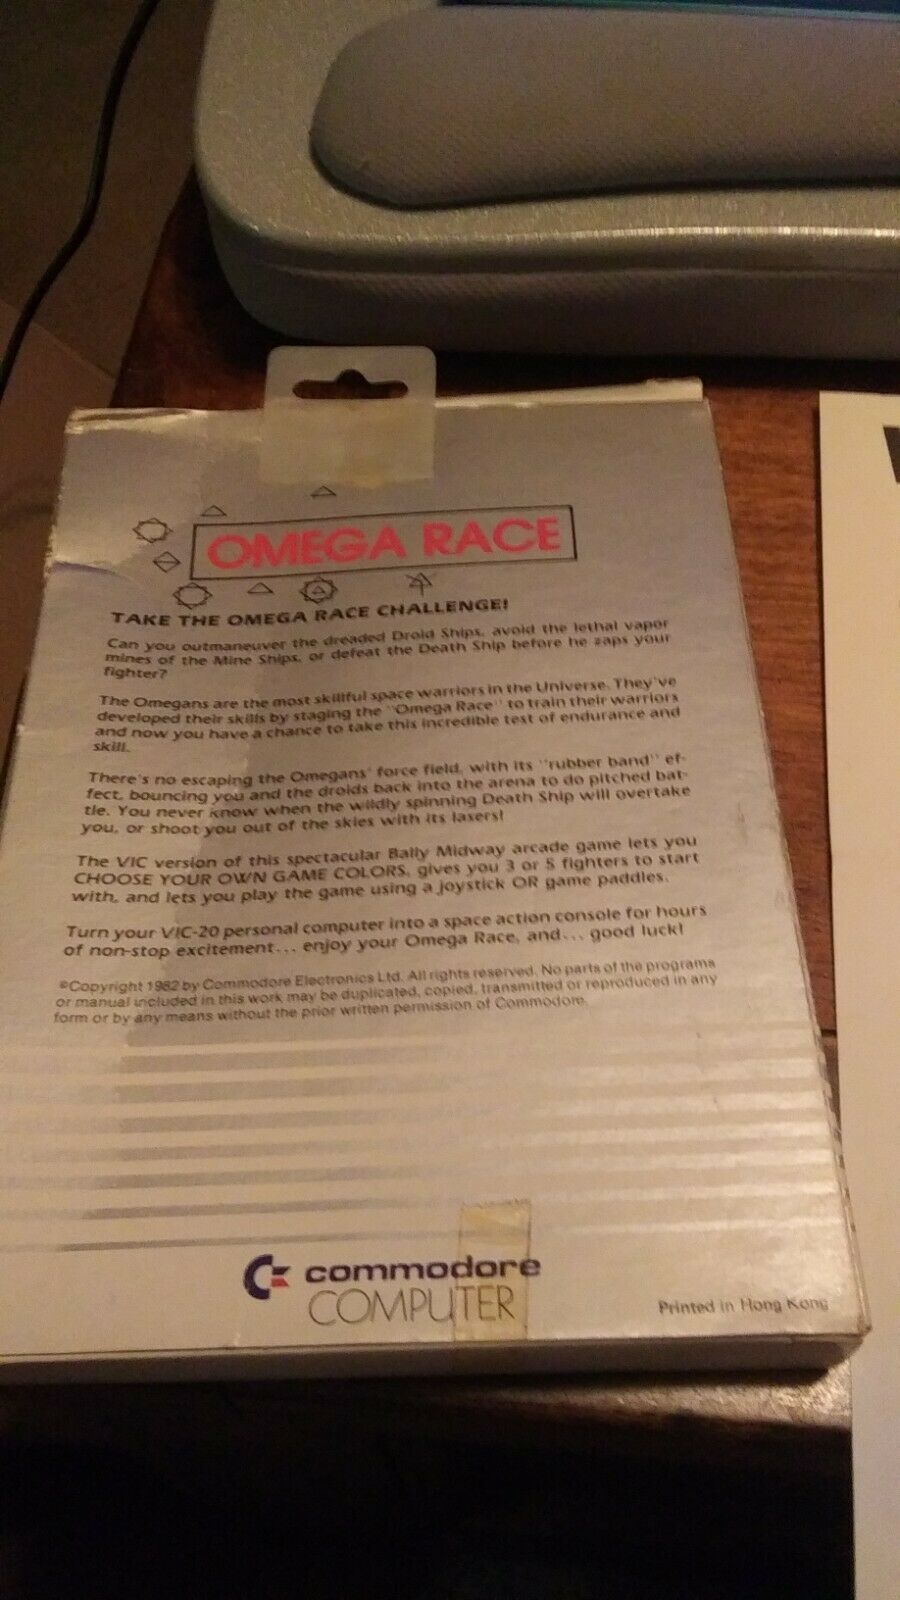 OMEGA RACE
TAKE THE OMEGA RACE CHALLENGE!
Can you outmaneuver the dreaded Droid Ships, avoid the lethal vapor
mines of the Mine Ships, or defeat the Death Ship before he zaps your
fighter?
The Omegans are the most skillful space warriors in the Universe. They've
developed their skills by staging the "Omega Race" to train their warriors
and now you have a chance to take this incredible test of endurance and
skill.
There's no escaping the Omegans' force field, with its "rubber band" ef-
fect, bouncing you and the droids back into the arena to do pitched bat-
tle. You never know when the wildly spinning Death Ship will overtake
you, or shoot you out of the skies with its lasers!
The VIC version of this spectacular Bally Midway arcade game lets you
CHOOSE YOUR OWN GAME COLORS, gives you 3 or 5 fighters to start
with, and lets you play the game using a joystick OR game paddles.
Turn your VIC-20 personal computer into a space action console for hours
of non-stop excitement... enjoy your Omega Race, and... good luck!
©Copyright 1982 by Commodore Electronics Ltd. All rights reserved. No parts of the programs
or manual included in this work may be duplicated, copied, transmitted or reproduced in any
form or by any means without the prior written permission of Commodore.
commodore
COMPUTER
Printed in Hong Kong